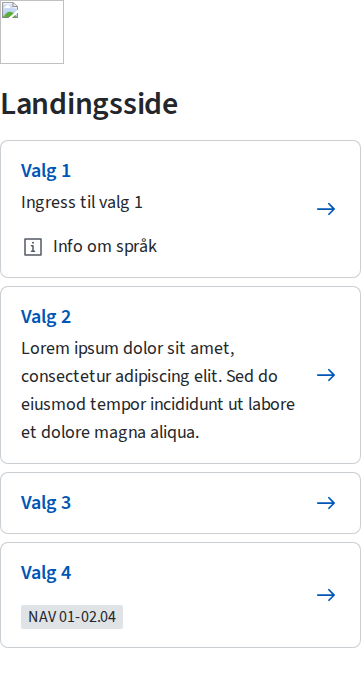 Landingsside
Valg 1
Ingress til valg 1
Info om språk
Valg 2
Lorem ipsum dolor sit amet,
consectetur adipiscing elit. Sed do
eiusmod tempor incididunt ut labore
et dolore magna aliqua.
Valg 3
Valg 4
NAV 01-02.04